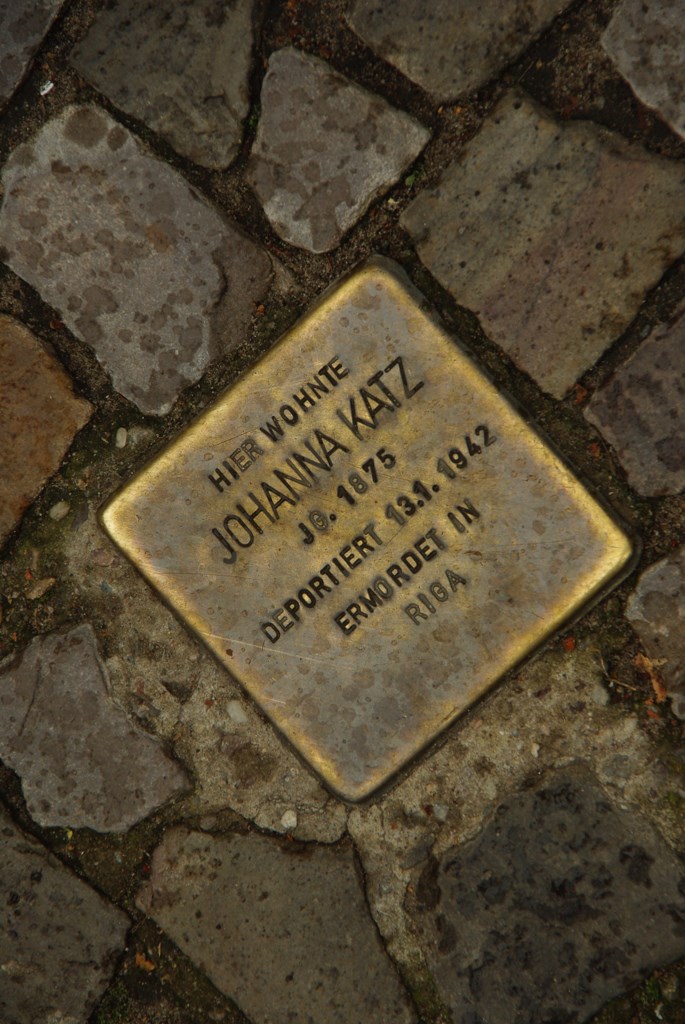 HIER WOHNTE
JOHANNA KATZ
JG. 1875
DEPORTIERT 13.1.1942
ERMORDET IN
RIGA